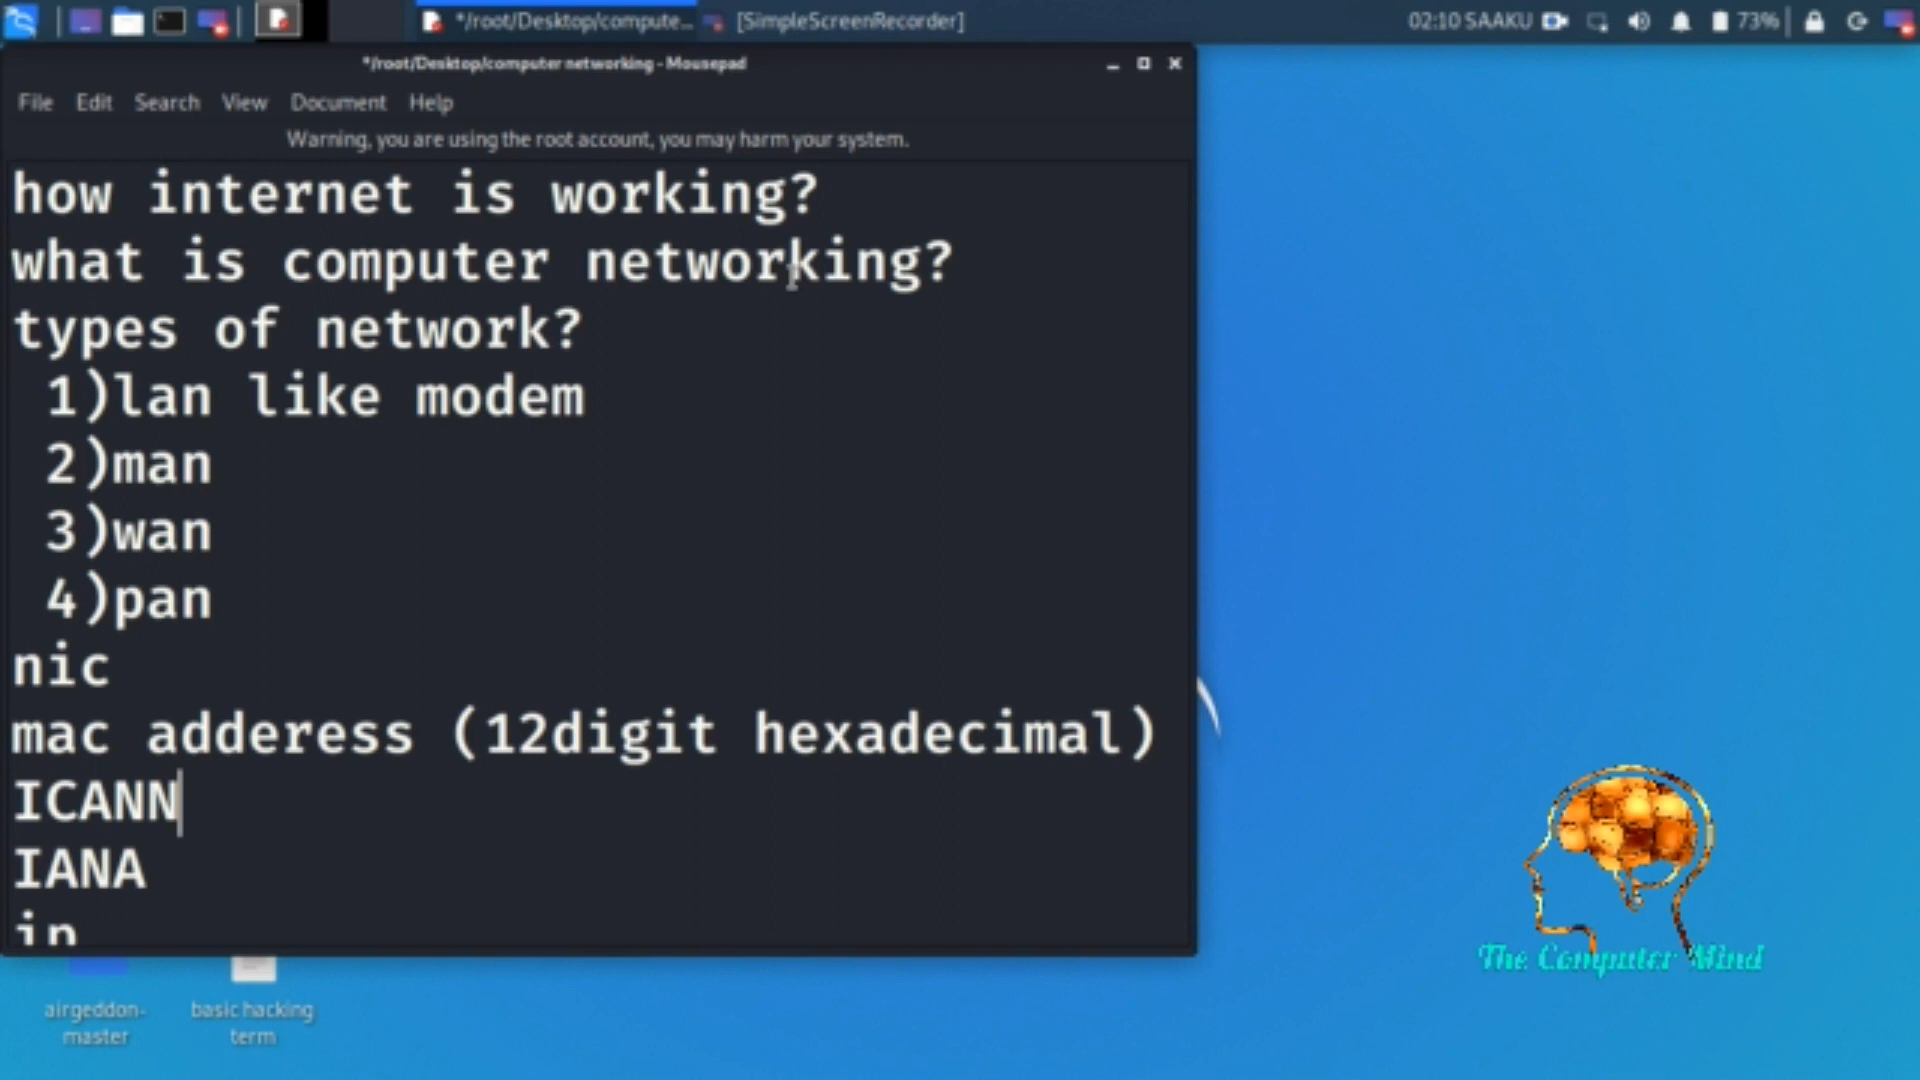 */root/Desktop/compute...
[SimpleScreenRecorder]
02:10 SAAKU
73%
*/root/Desktop/computer networking - Mousepad
File Edit Search View Document Help
Warning, you are using the root account, you may harm your system.
how internet is working?
what is computer networking?
types of network?
1)lan like modem
2)man
3)wan
4)pan
nic
mac adderess (12digit hexadecimal)
ICANN
IANA
ip
The Computer Mind
airgeddon-
master
basic hacking
term